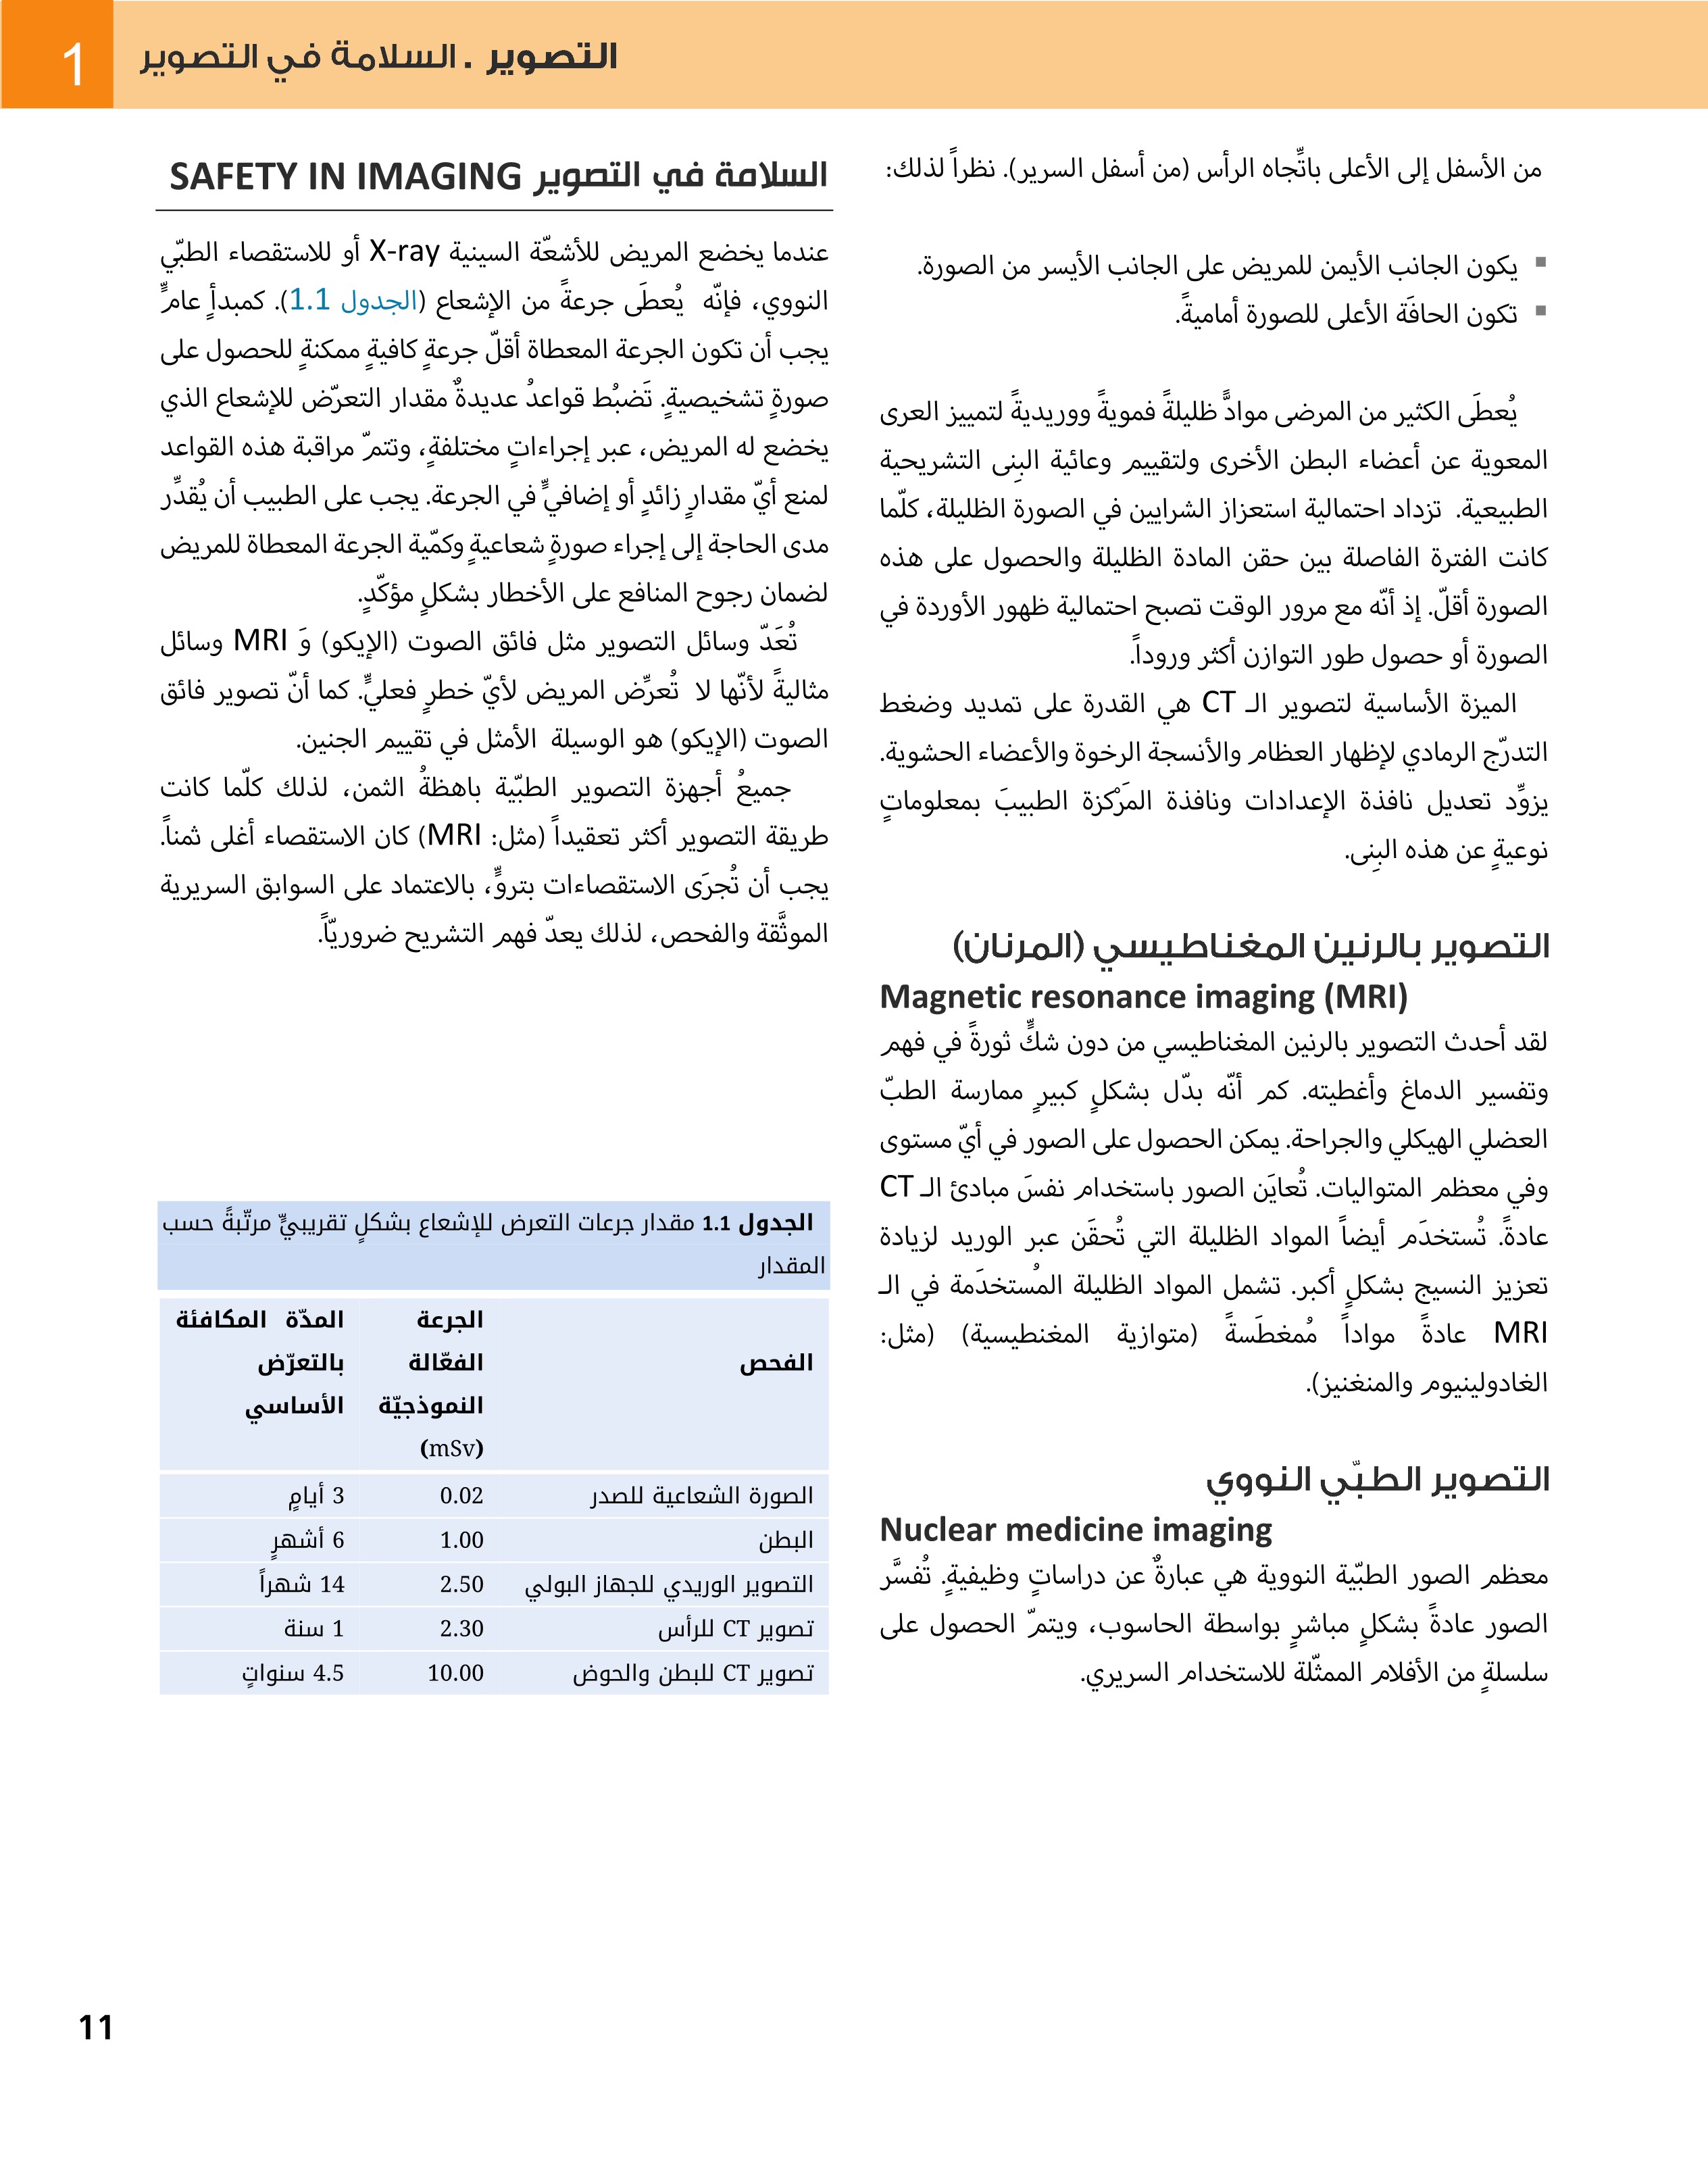 التصوير . السلامة في التصوير
1
من الأسفل إلى الأعلى باتِّجاه الرأس (من أسفل السرير). نظراً لذلك:
▪ يكون الجانب الأيمن للمريض على الجانب الأيسر من الصورة.
▪ تكون الحافَة الأعلى للصورة أماميةً.
يُعطَى الكثير من المرضى موادَّ ظليلةً فمويةً ووريديةً لتمييز العرى
المعوية عن أعضاء البطن الأخرى ولتقييم وعائية البِنى التشريحية
الطبيعية. تزداد احتمالية استعزاز الشرايين في الصورة الظليلة، كلّما
كانت الفترة الفاصلة بين حقن المادة الظليلة والحصول على هذه
الصورة أقلّ. إذ أنّه مع مرور الوقت تصبح احتمالية ظهور الأوردة في
الصورة أو حصول طور التوازن أكثر وروداً.
الميزة الأساسية لتصوير الـ CT هي القدرة على تمديد وضغط
التدرّج الرمادي لإظهار العظام والأنسجة الرخوة والأعضاء الحشوية.
يزوِّد تعديل نافذة الإعدادات ونافذة المَرْكزة الطبيبَ بمعلوماتٍ
نوعيةٍ عن هذه البِنى.
التصوير بالرنين المغناطيسي (المرنان)
Magnetic resonance imaging (MRI)
لقد أحدث التصوير بالرنين المغناطيسي من دون شكٍّ ثورةً في فهم
وتفسير الدماغ وأغطيته. كم أنّه بدّل بشكلٍ كبيرٍ ممارسة الطبّ
العضلي الهيكلي والجراحة. يمكن الحصول على الصور في أيّ مستوى
وفي معظم المتواليات. تُعايَن الصور باستخدام نفسَ مبادئ الـ CT
عادةً. تُستخدَم أيضاً المواد الظليلة التي تُحقَن عبر الوريد لزيادة
تعزيز النسيج بشكلٍ أكبر. تشمل المواد الظليلة المُستخدَمة في الـ
MRI عادةً مواداً مُمغطَسةً (متوازية المغنطيسية) (مثل:
الغادولينيوم والمنغنيز).
التصوير الطبّي النووي
Nuclear medicine imaging
معظم الصور الطبّية النووية هي عبارةٌ عن دراساتٍ وظيفيةٍ. تُفسَّر
الصور عادةً بشكلٍ مباشرٍ بواسطة الحاسوب، ويتمّ الحصول على
سلسلةٍ من الأفلام الممثّلة للاستخدام السريري.
السلامة في التصوير SAFETY IN IMAGING
عندما يخضع المريض للأشعّة السينية X-ray أو للاستقصاء الطبّي
النووي، فإنّه يُعطَى جرعةً من الإشعاع (الجدول 1.1). كمبدأٍ عامٍّ
يجب أن تكون الجرعة المعطاة أقلّ جرعةٍ كافيةٍ ممكنةٍ للحصول على
صورةٍ تشخيصيةٍ. تَضبُط قواعدُ عديدةٌ مقدار التعرّض للإشعاع الذي
يخضع له المريض، عبر إجراءاتٍ مختلفةٍ، وتتمّ مراقبة هذه القواعد
لمنع أيّ مقدارٍ زائدٍ أو إضافيٍّ في الجرعة. يجب على الطبيب أن يُقدِّر
مدى الحاجة إلى إجراء صورةٍ شعاعيةٍ وكمّية الجرعة المعطاة للمريض
لضمان رجوح المنافع على الأخطار بشكلٍ مؤكّدٍ.
تُعَدّ وسائل التصوير مثل فائق الصوت (الإيكو) وَ MRI وسائل
مثاليةً لأنّها لا تُعرِّض المريض لأيّ خطرٍ فعليٍّ. كما أنّ تصوير فائق
الصوت (الإيكو) هو الوسيلة الأمثل في تقييم الجنين.
جميعُ أجهزة التصوير الطبّية باهظةُ الثمن، لذلك كلّما كانت
طريقة التصوير أكثر تعقيداً (مثل: MRI) كان الاستقصاء أغلى ثمناً.
يجب أن تُجرَى الاستقصاءات بتروٍّ، بالاعتماد على السوابق السريرية
الموثَّقة والفحص، لذلك يعدّ فهم التشريح ضروريّاً.
الجدول 1.1 مقدار جرعات التعرض للإشعاع بشكلٍ تقريبيٍّ مرتّبةً حسب
المقدار
الفحص الجرعة الفعّالة النموذجيّة (mSv) المدّة المكافئة بالتعرّض الأساسي
الصورة الشعاعية للصدر 0.02 3 أيامٍ
البطن 1.00 6 أشهرٍ
التصوير الوريدي للجهاز البولي 2.50 14 شهراً
تصوير CT للرأس 2.30 1 سنة
تصوير CT للبطن والحوض 10.00 4.5 سنواتٍ
11